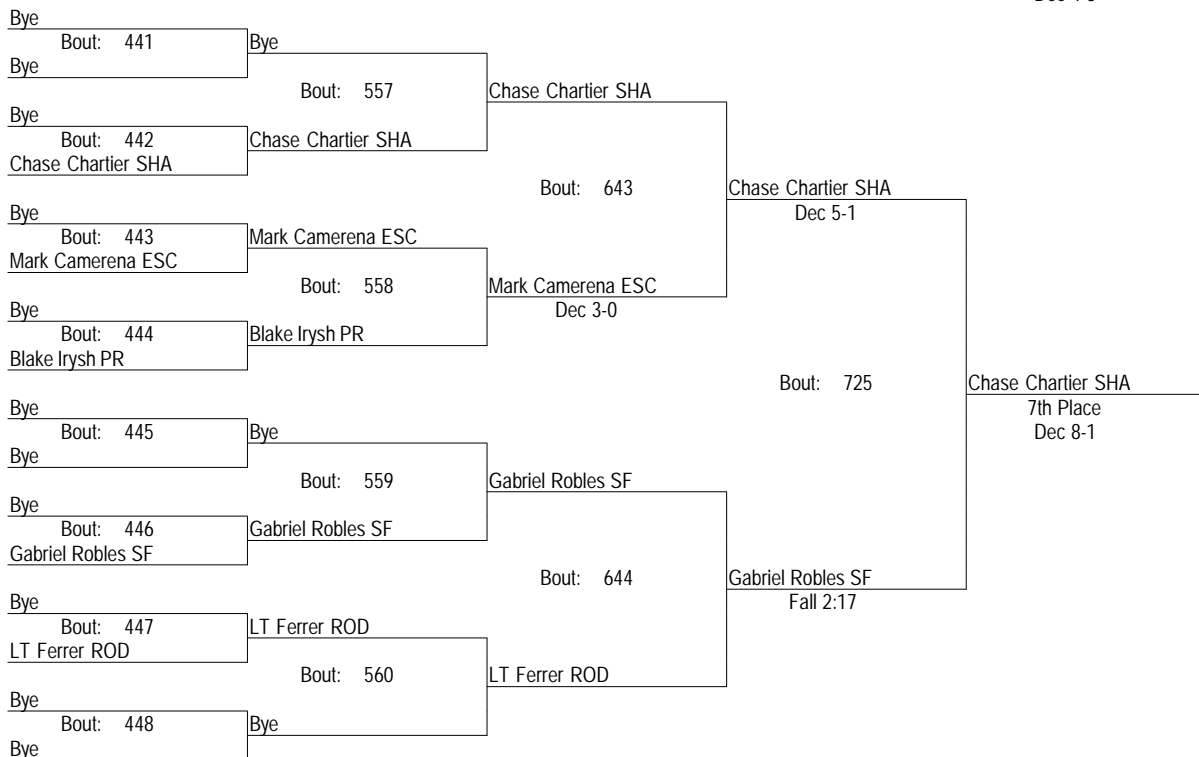 Bye
Bout: 441
Bye
Bye
Bout: 557
Chase Chartier SHA
Bye
Bout: 442
Chase Chartier SHA
Chase Chartier SHA
Bout: 643
Chase Chartier SHA
Dec 5-1
Bye
Bout: 443
Mark Camerena ESC
Mark Camerena ESC
Bout: 558
Mark Camerena ESC
Dec 3-0
Bye
Bout: 444
Blake Irysh PR
Blake Irysh PR
Bout: 725
Chase Chartier SHA
7th Place
Dec 8-1
Bye
Bout: 445
Bye
Bye
Bout: 559
Gabriel Robles SF
Bye
Bout: 446
Gabriel Robles SF
Gabriel Robles SF
Bout: 644
Gabriel Robles SF
Fall 2:17
Bye
Bout: 447
LT Ferrer ROD
LT Ferrer ROD
Bout: 560
LT Ferrer ROD
Bye
Bout: 448
Bye
Bye